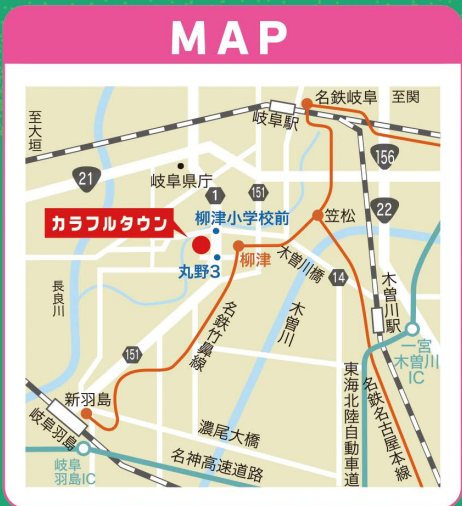 MAP
名鉄岐阜
至関
岐阜駅
至大垣
156
岐阜県庁
21
1
151
22
カラフルタウン
柳津小学校前
笠松
柳津
丸野3
木曽川橋
14
長良川
木曽川
木曽川駅
名鉄竹鼻線
一宮
木曽川
IC
151
新羽島
岐阜羽島
東海北陸自動車道
名鉄名古屋本線
濃尾大橋
名神高速道路
岐阜
羽島IC